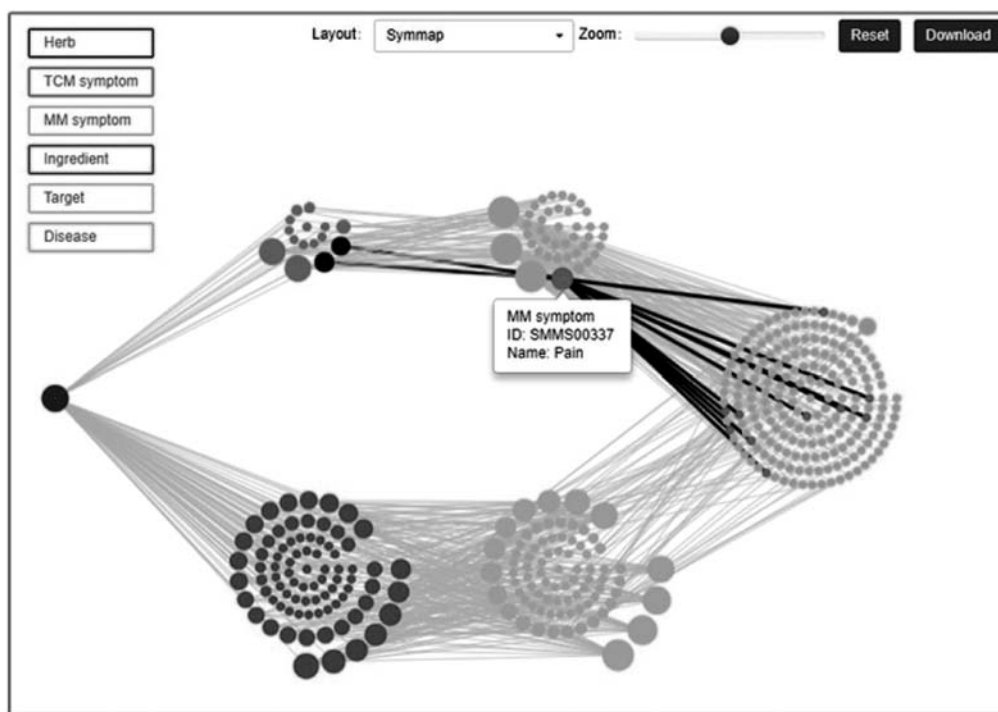 Herb
TCM symptom
MM symptom
Ingredient
Target
Disease
Layout: Symmap Zoom: Reset Download
MM symptom
ID: SMMS00337
Name: Pain